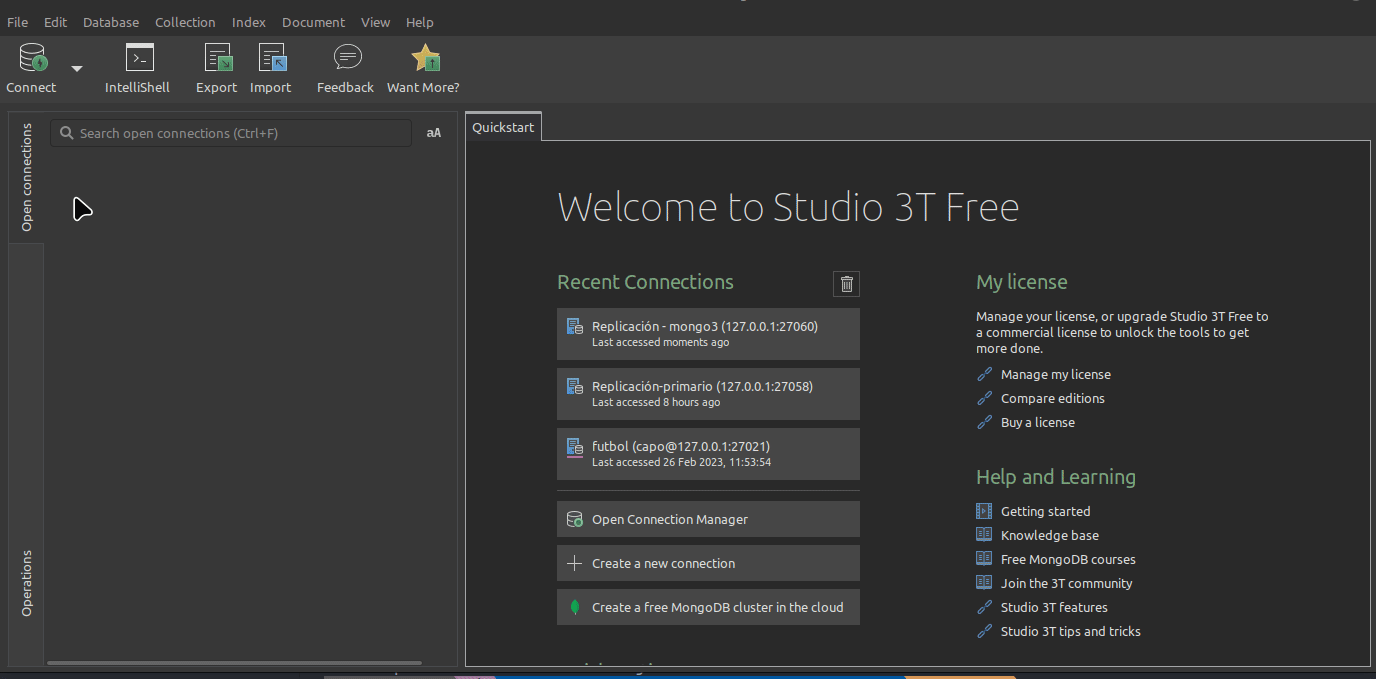 File Edit Database Collection Index Document View Help
Connect IntelliShell Export Import Feedback Want More?
Open connections
Search open connections (Ctrl+F) aA
Operations
Quickstart
Welcome to Studio 3T Free
Recent Connections
Replicación - mongo3 (127.0.0.1:27060)
Last accessed moments ago
Replicación-primario (127.0.0.1:27058)
Last accessed 8 hours ago
futbol (capo@127.0.0.1:27021)
Last accessed 26 Feb 2023, 11:53:54
Open Connection Manager
Create a new connection
Create a free MongoDB cluster in the cloud
My license
Manage your license, or upgrade Studio 3T Free to
a commercial license to unlock the tools to get
more done.
Manage my license
Compare editions
Buy a license
Help and Learning
Getting started
Knowledge base
Free MongoDB courses
Join the 3T community
Studio 3T features
Studio 3T tips and tricks